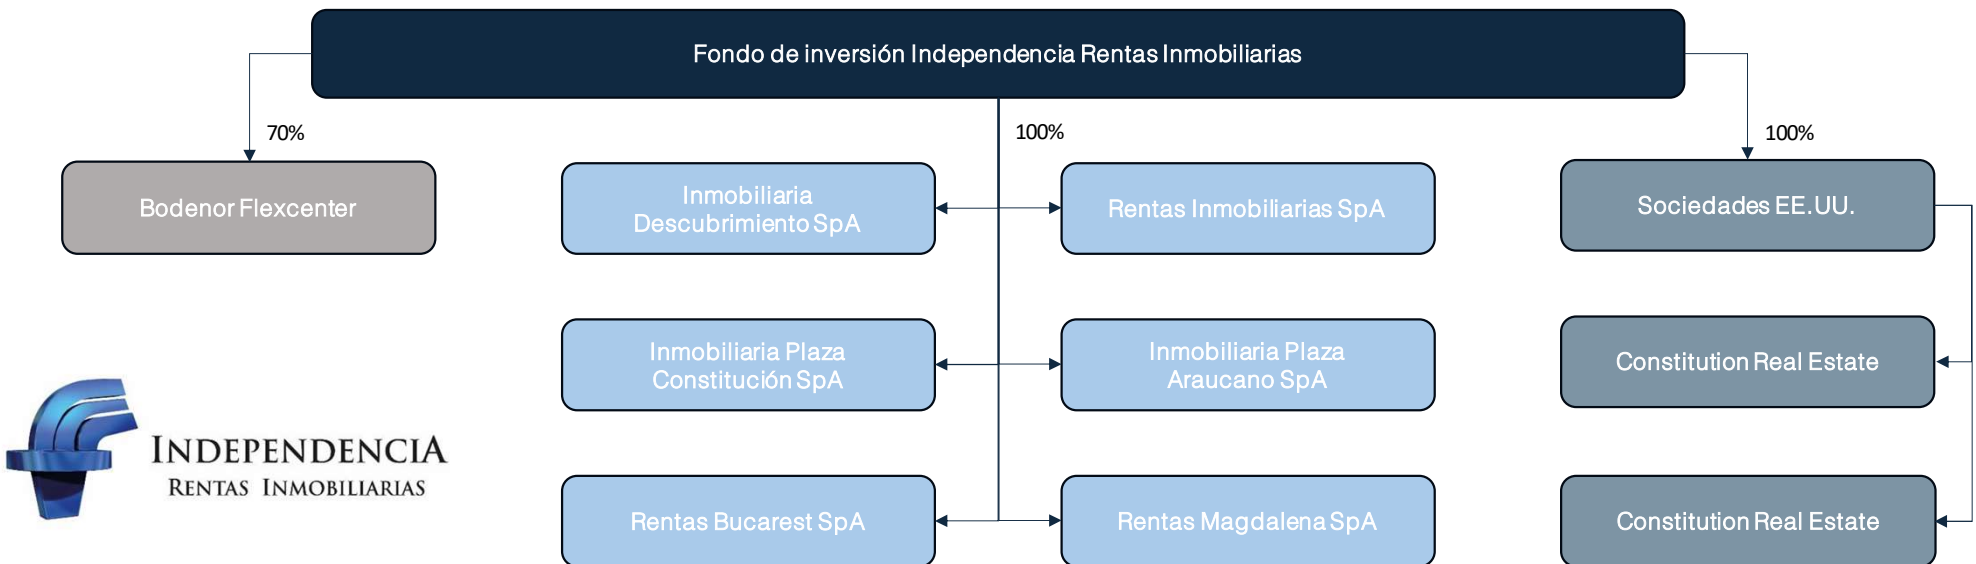 Fondo de inversión Independencia Rentas Inmobiliarias
70%
100%
100%
Bodenor Flexcenter
Inmobiliaria
Descubrimiento SpA
Rentas Inmobiliarias SpA
Sociedades EE.UU.
Inmobiliaria Plaza
Constitución SpA
Inmobiliaria Plaza
Araucano SpA
Constitution Real Estate
INDEPENDENCIA
RENTAS INMOBILIARIAS
Rentas Bucarest SpA
Rentas Magdalena SpA
Constitution Real Estate